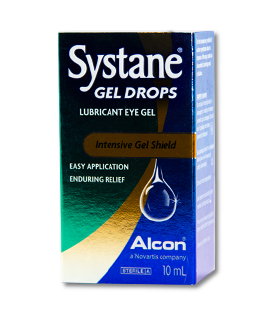 Systane®
GEL DROPS
LUBRICANT EYE GEL
Intensive Gel Shield
EASY APPLICATION
ENDURING RELIEF
Alcon®
a Novartis company
STERILE A
10 mL